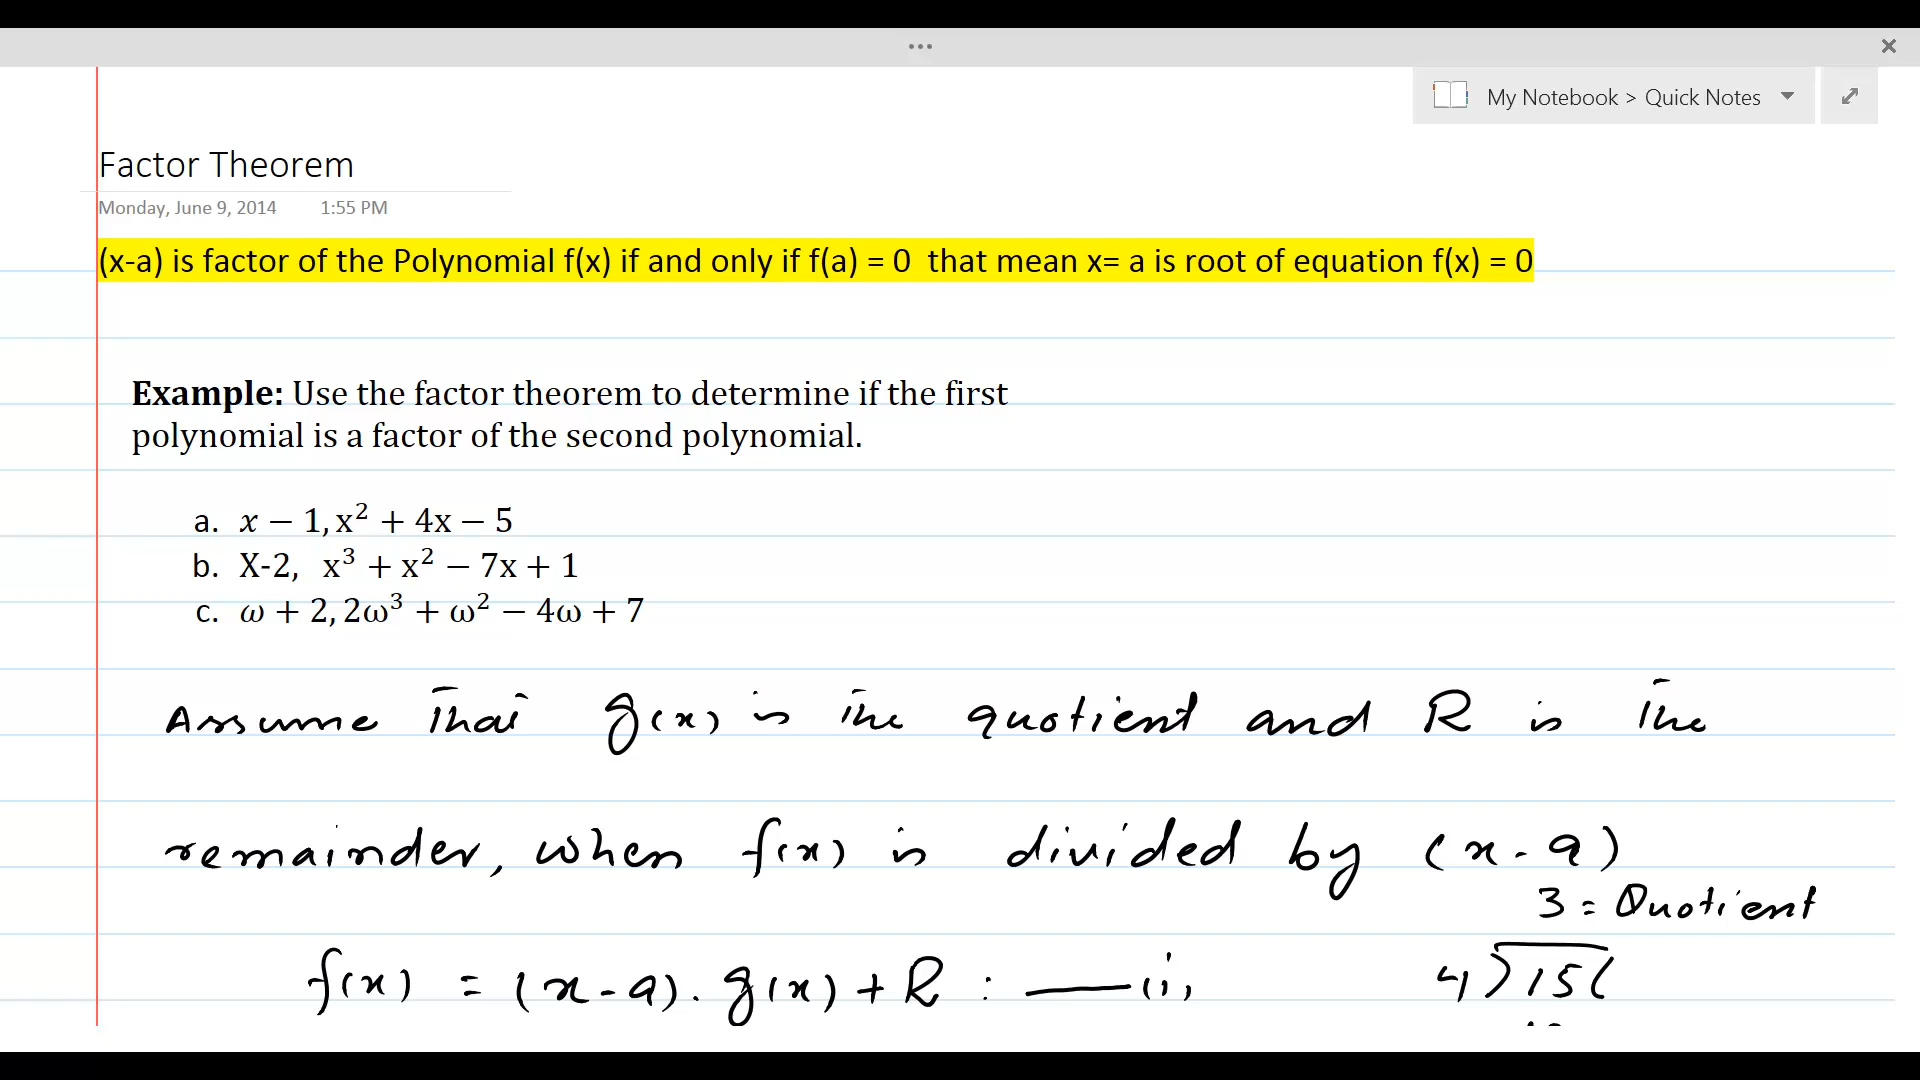 My Notebook > Quick Notes
Factor Theorem
Monday, June 9, 2014 1:55 PM
(x-a) is factor of the Polynomial f(x) if and only if f(a) = 0 that mean x= a is root of equation f(x) = 0
Example: Use the factor theorem to determine if the first
polynomial is a factor of the second polynomial.
a. x − 1, x² + 4x − 5
b. X-2, x³ + x² − 7x + 1
c. ω + 2, 2ω³ + ω² − 4ω + 7
Assume that g(x) is the quotient and R is the
remainder, when f(x) is divided by (x-a)
3 = Quotient
f(x) = (x-a). g(x) + R : —(i)
4)15(